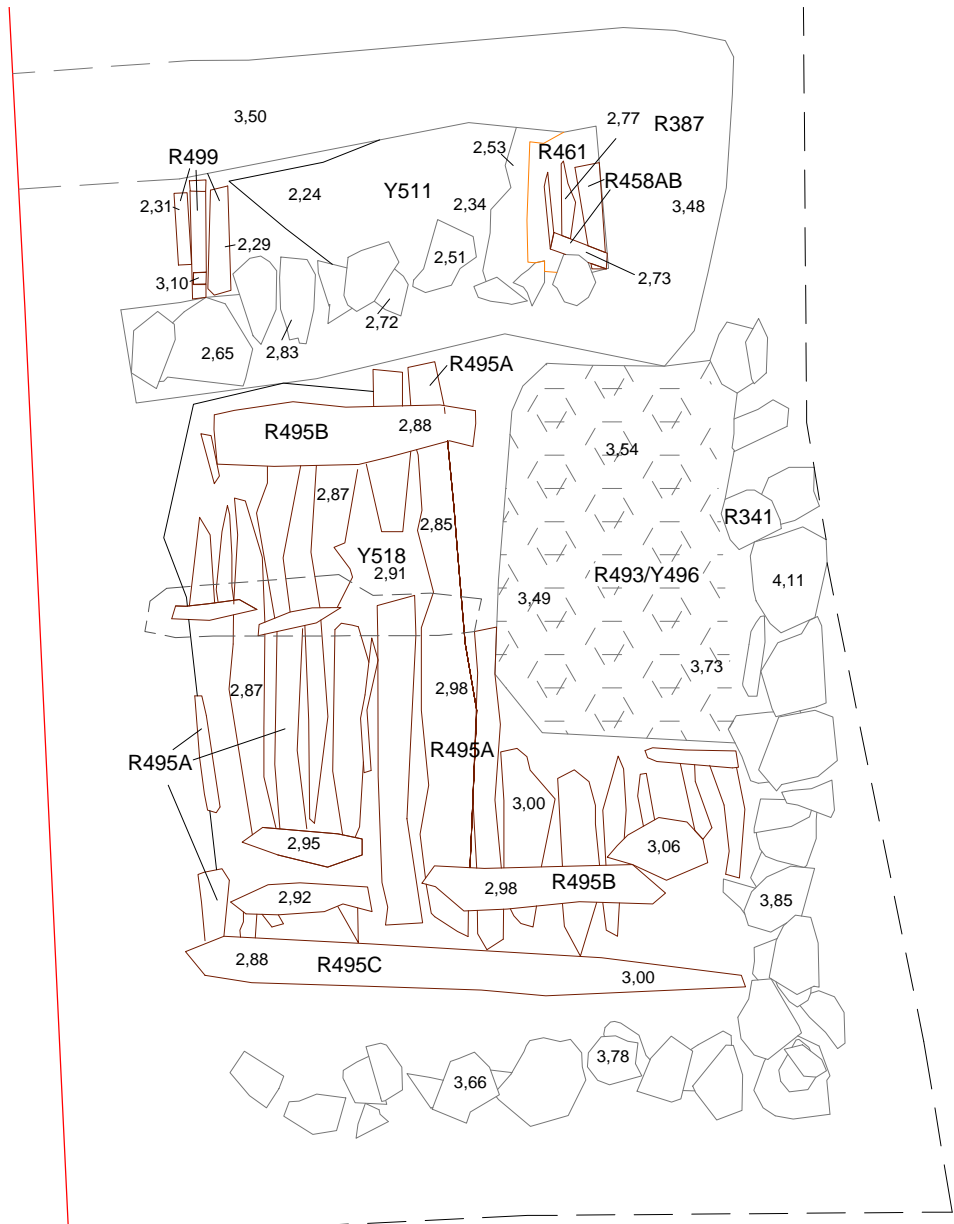 3,50
2,77
R387
R499
2,53
R461
R458AB
2,31
2,24
Y511
2,34
3,48
2,29
2,51
3,10
2,73
2,72
2,83
2,65
R495A
R495B
2,88
3,54
2,87
2,85
R341
Y518
2,91
R493/Y496
4,11
3,49
3,73
2,87
2,98
R495A
R495A
3,00
2,95
3,06
2,92
2,98
R495B
3,85
2,88
R495C
3,00
3,78
3,66